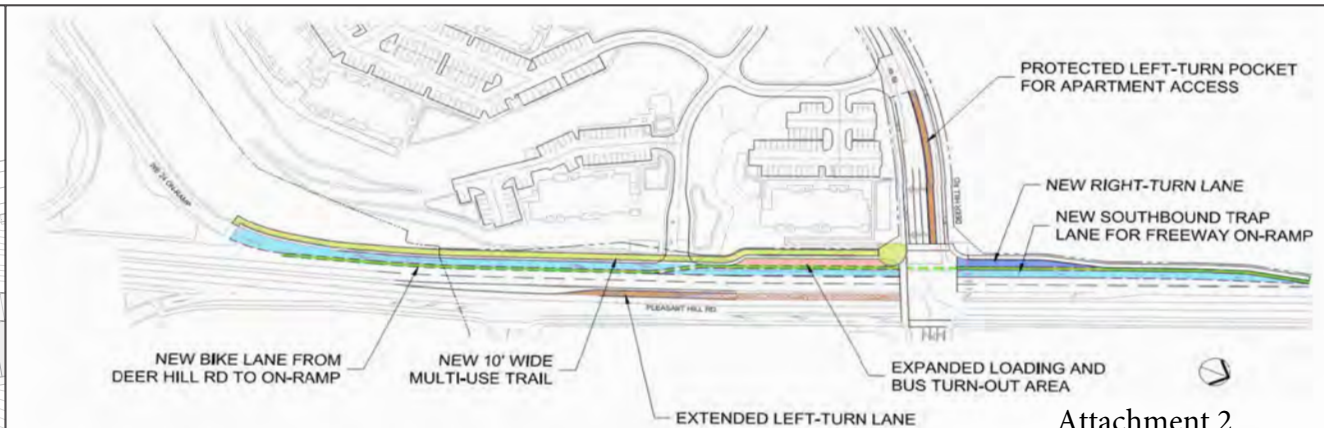 PROTECTED LEFT-TURN POCKET
FOR APARTMENT ACCESS
NEW RIGHT-TURN LANE
NEW SOUTHBOUND TRAP
LANE FOR FREEWAY ON-RAMP
DEER HILL RD
ON-RAMP
PLEASANT HILL RD.
NEW BIKE LANE FROM
DEER HILL RD TO ON-RAMP
NEW 10' WIDE
MULTI-USE TRAIL
EXPANDED LOADING AND
BUS TURN-OUT AREA
EXTENDED LEFT-TURN LANE
Attachment 2